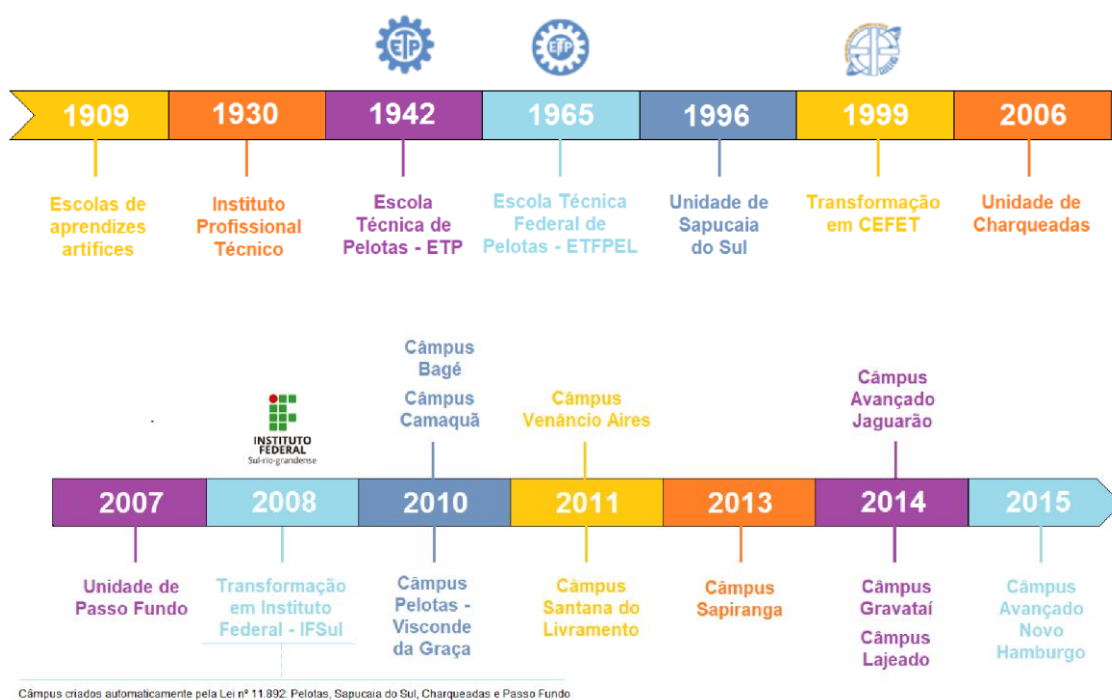 ETP
ETP
1909
1930
1942
1965
1996
1999
2006
Escolas de
aprendizes
artífices
Instituto
Profissional
Técnico
Escola
Técnica de
Pelotas - ETP
Escola Técnica
Federal de
Pelotas - ETFPEL
Unidade de
Sapucaia
do Sul
Transformação
em CEFET
Unidade de
Charqueadas
INSTITUTO
FEDERAL
Sul-rio-grandense
Câmpus
Bagé
Câmpus
Camaquã
Câmpus
Venâncio Aires
Câmpus
Avançado
Jaguarão
2007
2008
2010
2011
2013
2014
2015
Unidade de
Passo Fundo
Transformação
em Instituto
Federal - IFSul
Câmpus
Pelotas -
Visconde
da Graça
Câmpus
Santana do
Livramento
Câmpus
Sapiranga
Câmpus
Gravataí
Câmpus
Lajeado
Câmpus
Avançado
Novo
Hamburgo
Câmpus criados automaticamente pela Lei nº 11.892: Pelotas, Sapucaia do Sul, Charqueadas e Passo Fundo